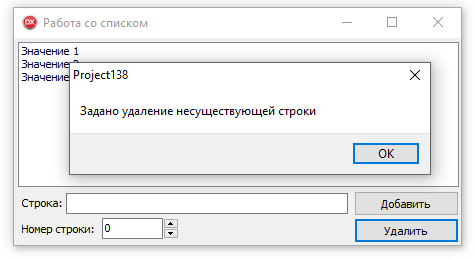 DX Работа со списком
Значение 1
Значение
Значение
Project138
Задано удаление несуществующей строки
OK
Строка:
Добавить
Номер строки: 0
Удалить